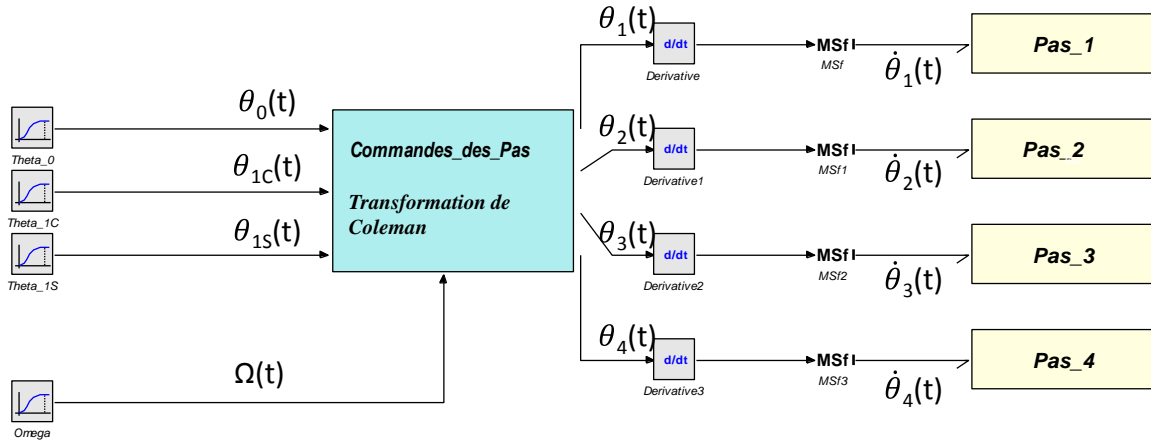 θ₀(t)
Theta_0
θ₁C(t)
Theta_1C
θ₁S(t)
Theta_1S
Ω(t)
Omega
Commandes_des_Pas
Transformation de
Coleman
θ₁(t)
d/dt
Derivative
MSf
MSf
θ̇₁(t)
Pas_1
θ₂(t)
d/dt
Derivative1
MSf
MSf1
θ̇₂(t)
Pas_2
θ₃(t)
d/dt
Derivative2
MSf
MSf2
θ̇₃(t)
Pas_3
θ₄(t)
d/dt
Derivative3
MSf
MSf3
θ̇₄(t)
Pas_4